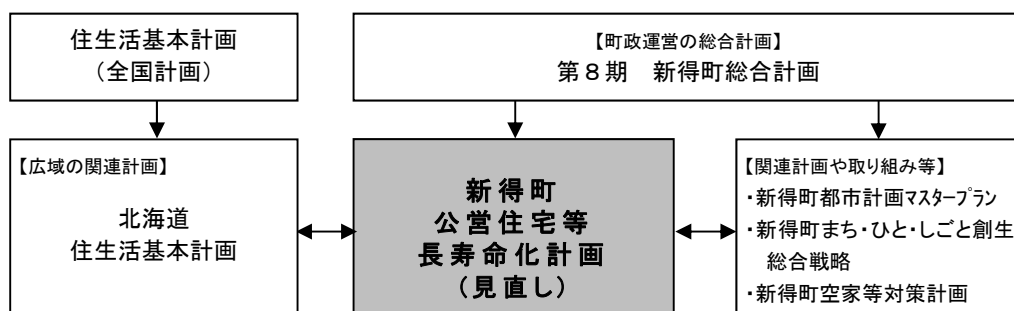 住生活基本計画
（全国計画）
【町政運営の総合計画】
第８期　新得町総合計画
【広域の関連計画】
北海道
住生活基本計画
新得町
公営住宅等
長寿命化計画
（見直し）
【関連計画や取り組み等】
・新得町都市計画マスタープラン
・新得町まち・ひと・しごと創生
総合戦略
・新得町空家等対策計画